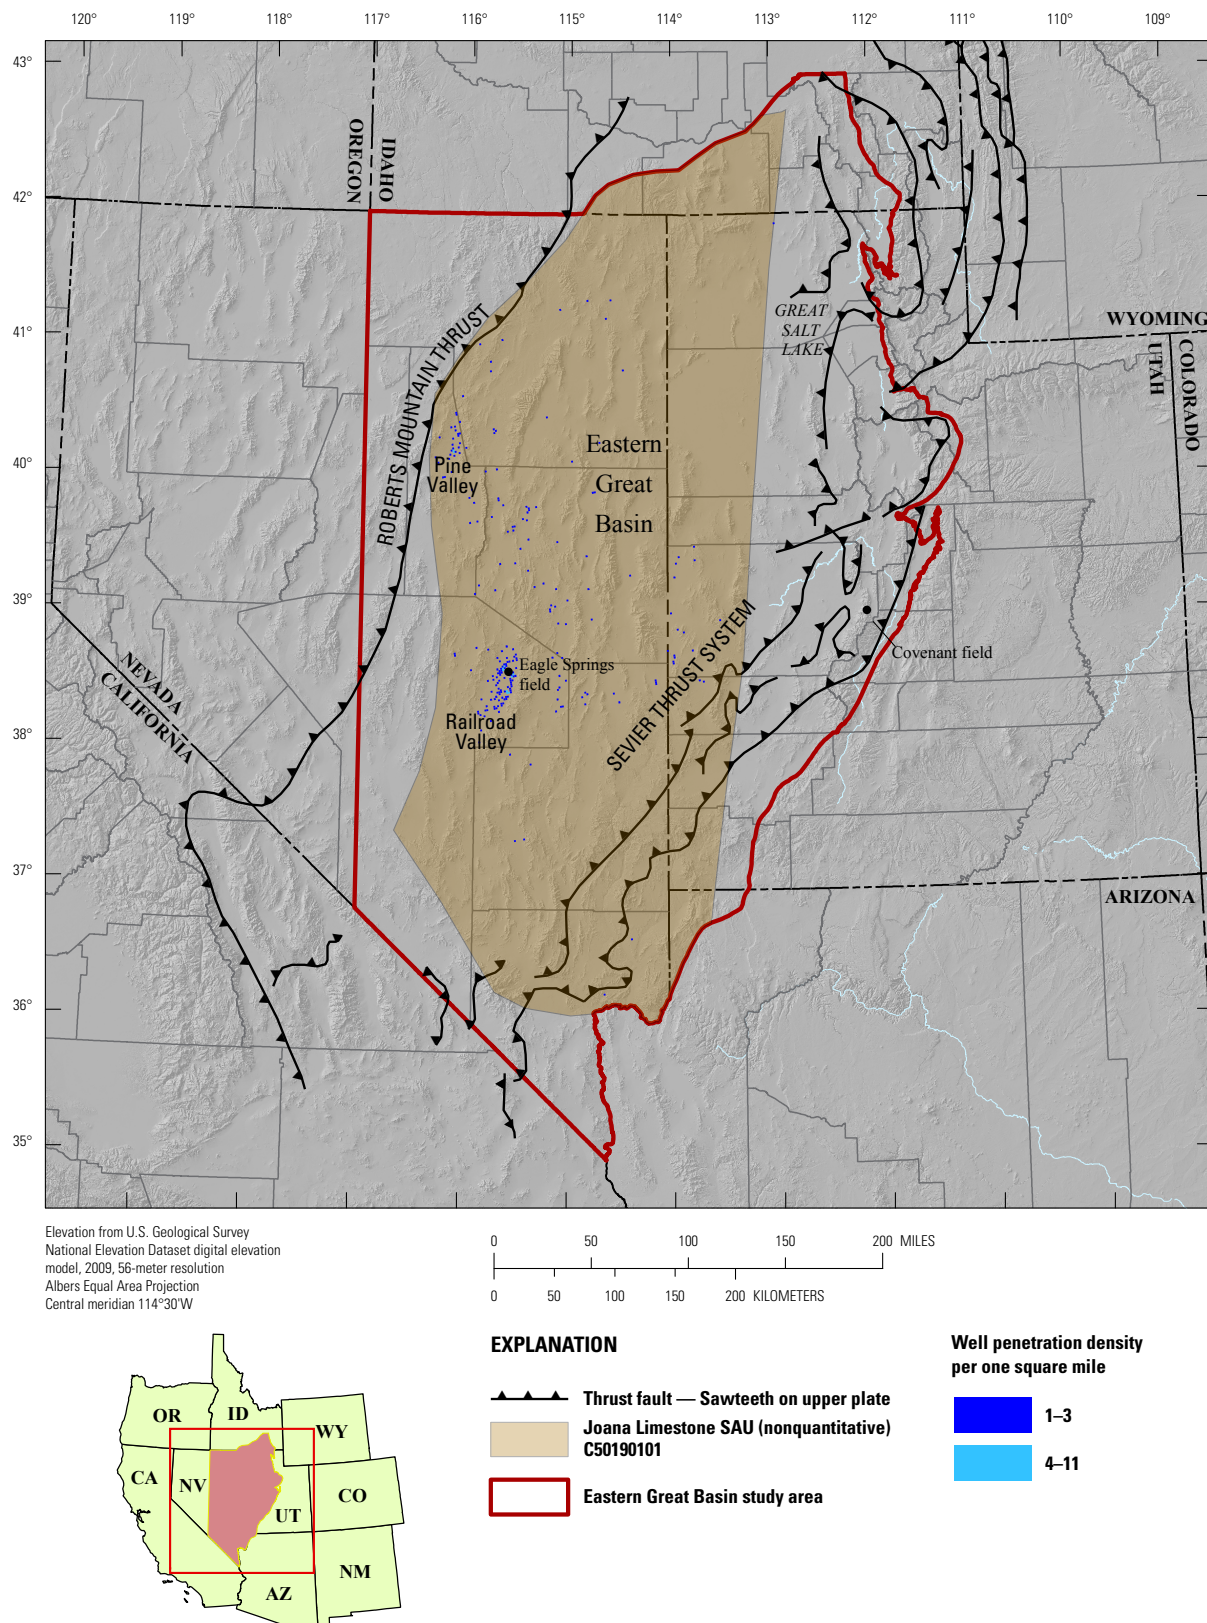 120° 119° 118° 117° 116° 115° 114° 113° 112° 111° 110° 109°
43°
42°
41°
40°
39°
38°
37°
36°
35°
OREGON
IDAHO
WYOMING
UTAH
COLORADO
GREAT
SALT
LAKE
ROBERTS MOUNTAIN THRUST
Pine
Valley
Eastern
Great
Basin
NEVADA
CALIFORNIA
SEVIER THRUST SYSTEM
Covenant field
Eagle Springs
field
Railroad
Valley
ARIZONA
Elevation from U.S. Geological Survey
National Elevation Dataset digital elevation
model, 2009, 56-meter resolution
Albers Equal Area Projection
Central meridian 114°30'W
0 50 100 150 200 MILES
0 50 100 150 200 KILOMETERS
EXPLANATION
Thrust fault — Sawteeth on upper plate
Joana Limestone SAU (nonquantitative)
C50190101
Eastern Great Basin study area
Well penetration density
per one square mile
1–3
4–11
OR
ID
WY
CA
NV
UT
CO
AZ
NM